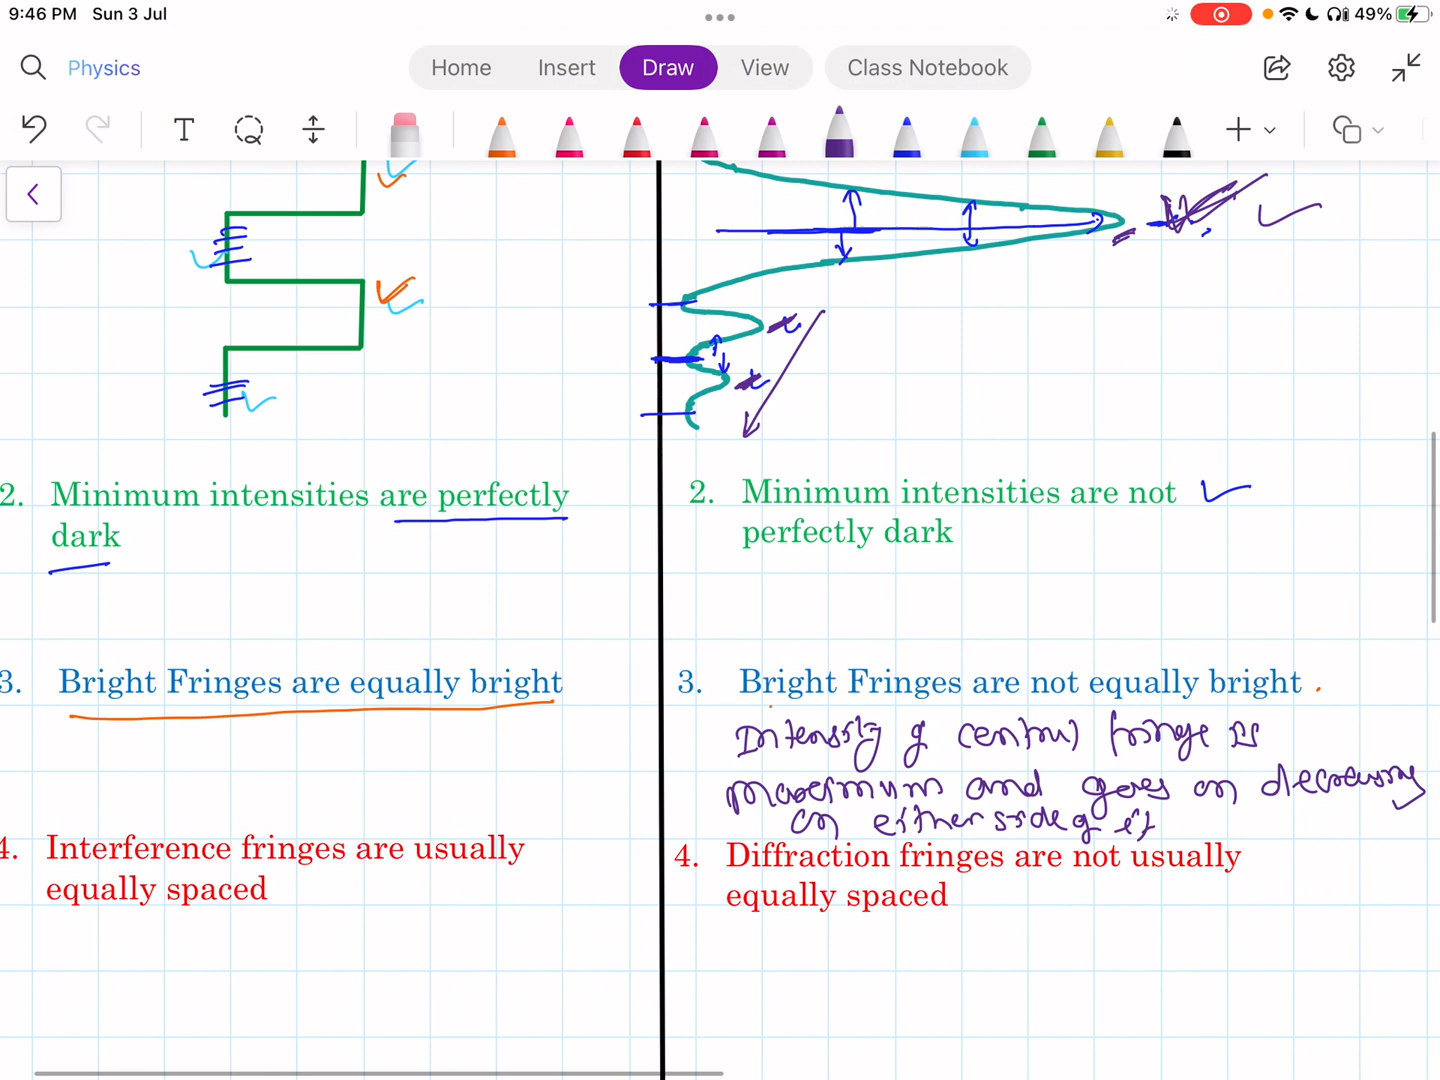 9:46 PM Sun 3 Jul
49%
Physics
Home Insert Draw View Class Notebook
T
2. Minimum intensities are perfectly
dark
3. Bright Fringes are equally bright
4. Interference fringes are usually
equally spaced
2. Minimum intensities are not
perfectly dark
3. Bright Fringes are not equally bright .
Intensity of central fringe is
maximum and goes on decreasing
on either side of it
4. Diffraction fringes are not usually
equally spaced